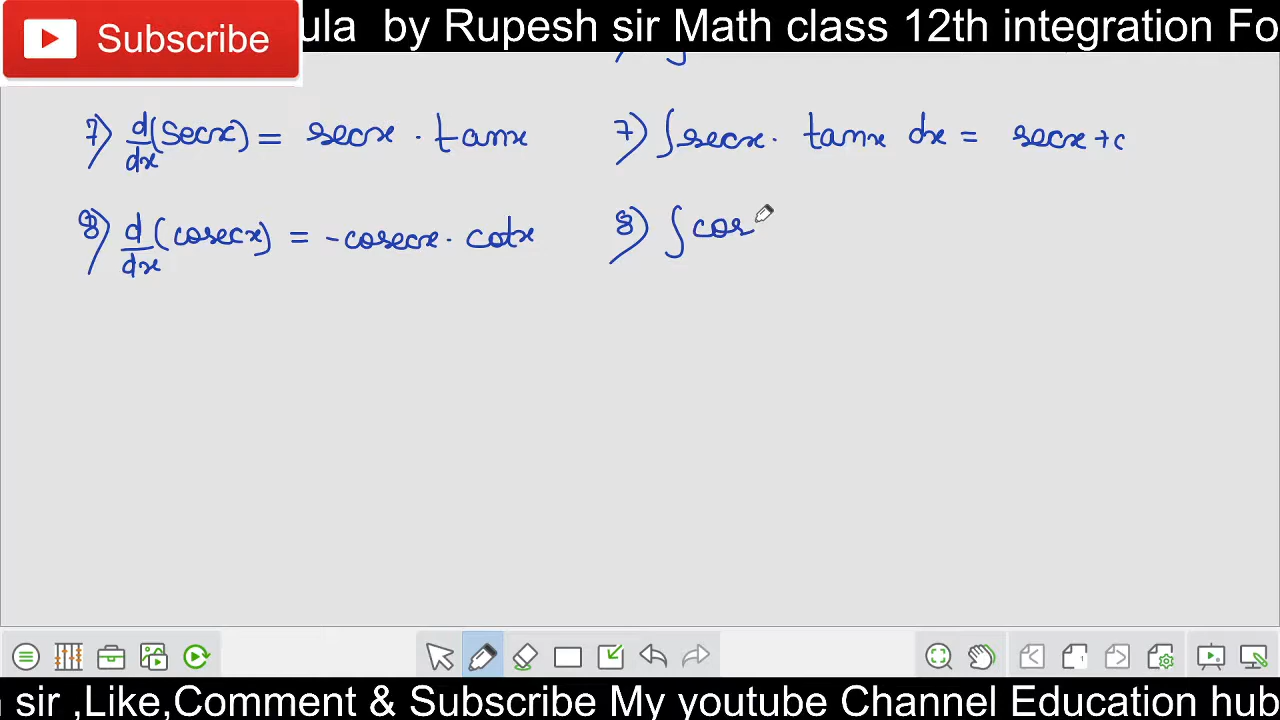 Subscribe
ula by Rupesh sir Math class 12th integration Fo
7) d/dx (secx) = secx . tanx
7) ∫secx . tanx dx = secx + c
8) d/dx (cosecx) = -cosecx . cotx
8) ∫ cos
sir ,Like,Comment & Subscribe My youtube Channel Education hub